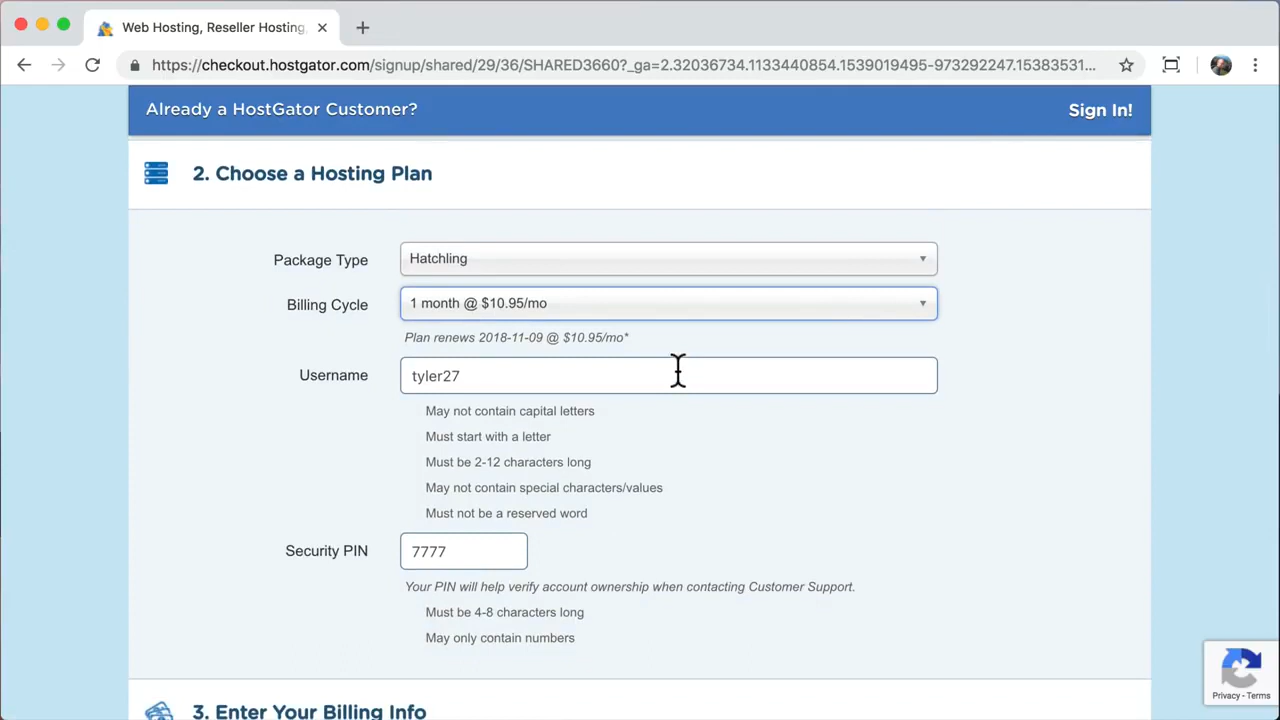 Web Hosting, Reseller Hosting,
https://checkout.hostgator.com/signup/shared/29/36/SHARED3660?_ga=2.32036734.1133440854.1539019495-973292247.15383531...
Already a HostGator Customer?
Sign In!
2. Choose a Hosting Plan
Package Type
Hatchling
Billing Cycle
1 month @ $10.95/mo
Plan renews 2018-11-09 @ $10.95/mo*
Username
tyler27
May not contain capital letters
Must start with a letter
Must be 2-12 characters long
May not contain special characters/values
Must not be a reserved word
Security PIN
7777
Your PIN will help verify account ownership when contacting Customer Support.
Must be 4-8 characters long
May only contain numbers
Privacy - Terms
3. Enter Your Billing Info